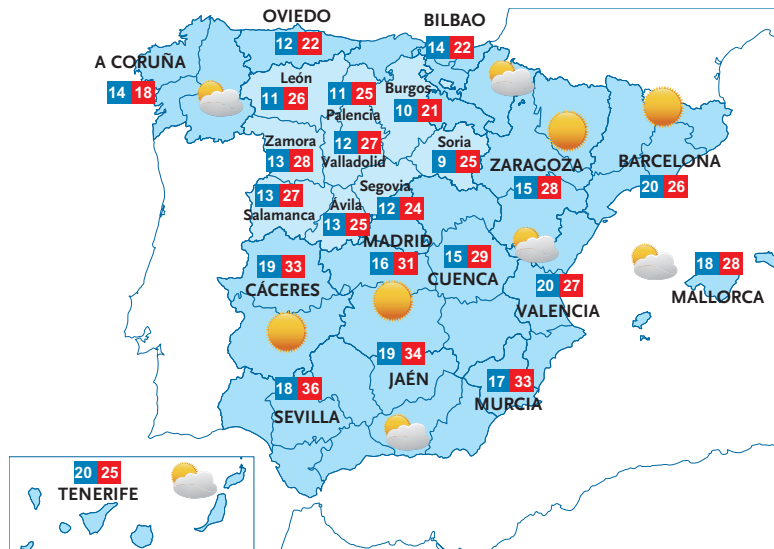 OVIEDO
12 22
BILBAO
14 22
A CORUÑA
14 18
León
11 26
11 25
Palencia
Burgos
10 21
Zamora
13 28
12 27
Valladolid
Soria
9 25
ZARAGOZA
15 28
BARCELONA
20 26
13 27
Salamanca
Ávila
13 25
Segovia
12 24
MADRID
16 31
15 29
CUENCA
19 33
CÁCERES
20 27
VALENCIA
18 28
MALLORCA
19 34
JAÉN
18 36
SEVILLA
17 33
MURCIA
20 25
TENERIFE